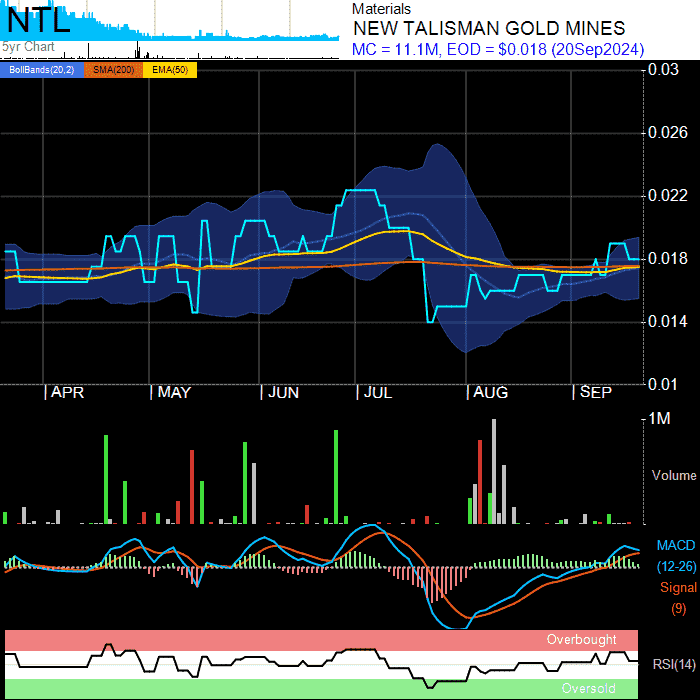 NTL
5yr Chart
Materials
NEW TALISMAN GOLD MINES
MC = 11.1M, EOD = $0.018 (20Sep2024)
BollBands(20,2) SMA(200) EMA(50)
0.03
0.026
0.022
0.018
0.014
0.01
APR MAY JUN JUL AUG SEP
1M
Volume
MACD
(12-26)
Signal
(9)
Overbought
RSI(14)
Oversold